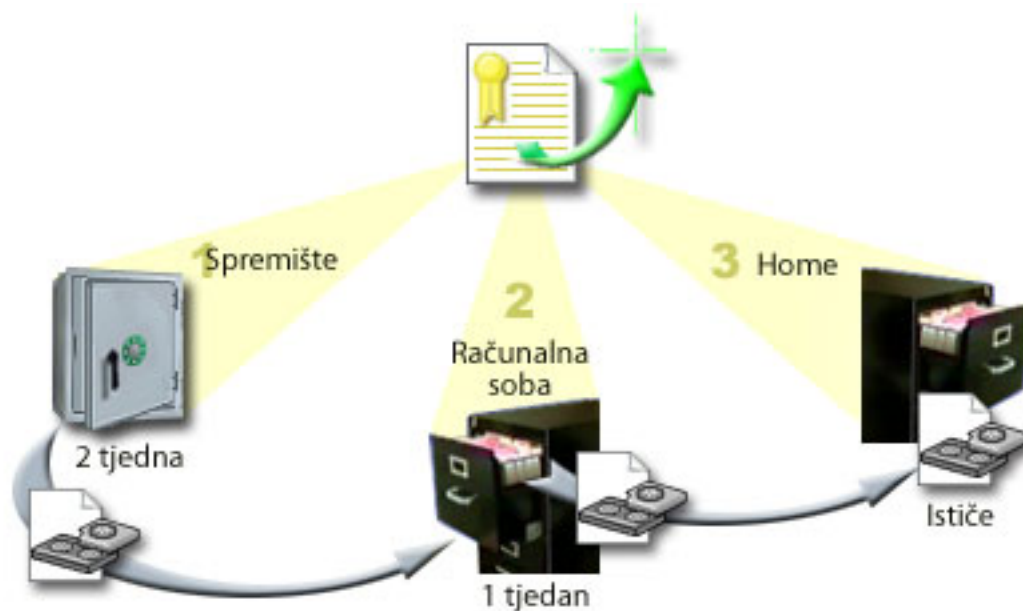 1 Spremište
2 tjedna
2
Računalna
soba
1 tjedan
3 Home
Ističe